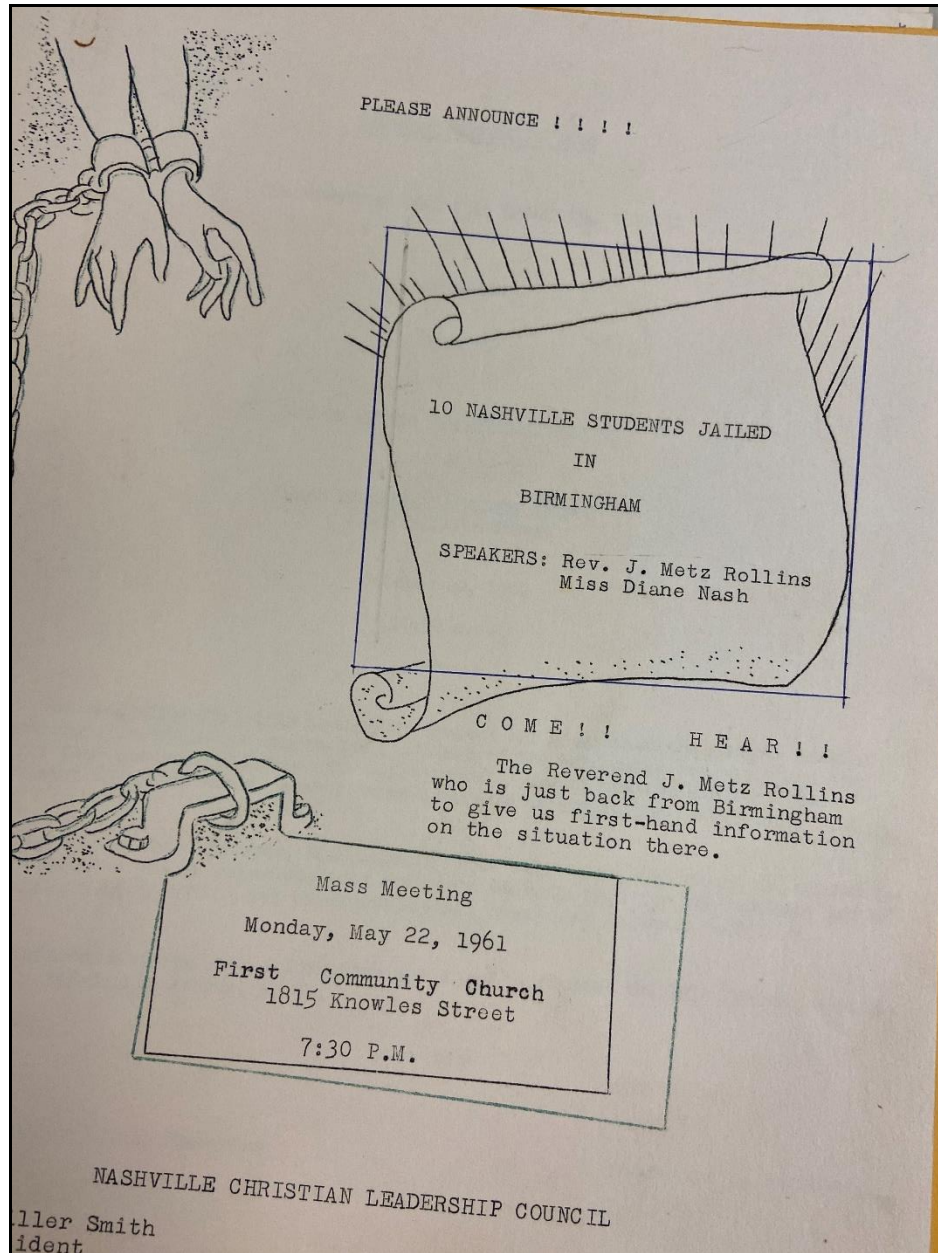 PLEASE ANNOUNCE ! ! ! !
10 NASHVILLE STUDENTS JAILED
IN
BIRMINGHAM
SPEAKERS: Rev. J. Metz Rollins
Miss Diane Nash
C O M E ! ! H E A R ! !
The Reverend J. Metz Rollins
who is just back from Birmingham
to give us first-hand information
on the situation there.
Mass Meeting
Monday, May 22, 1961
First Community Church
1815 Knowles Street
7:30 P.M.
NASHVILLE CHRISTIAN LEADERSHIP COUNCIL
Smith